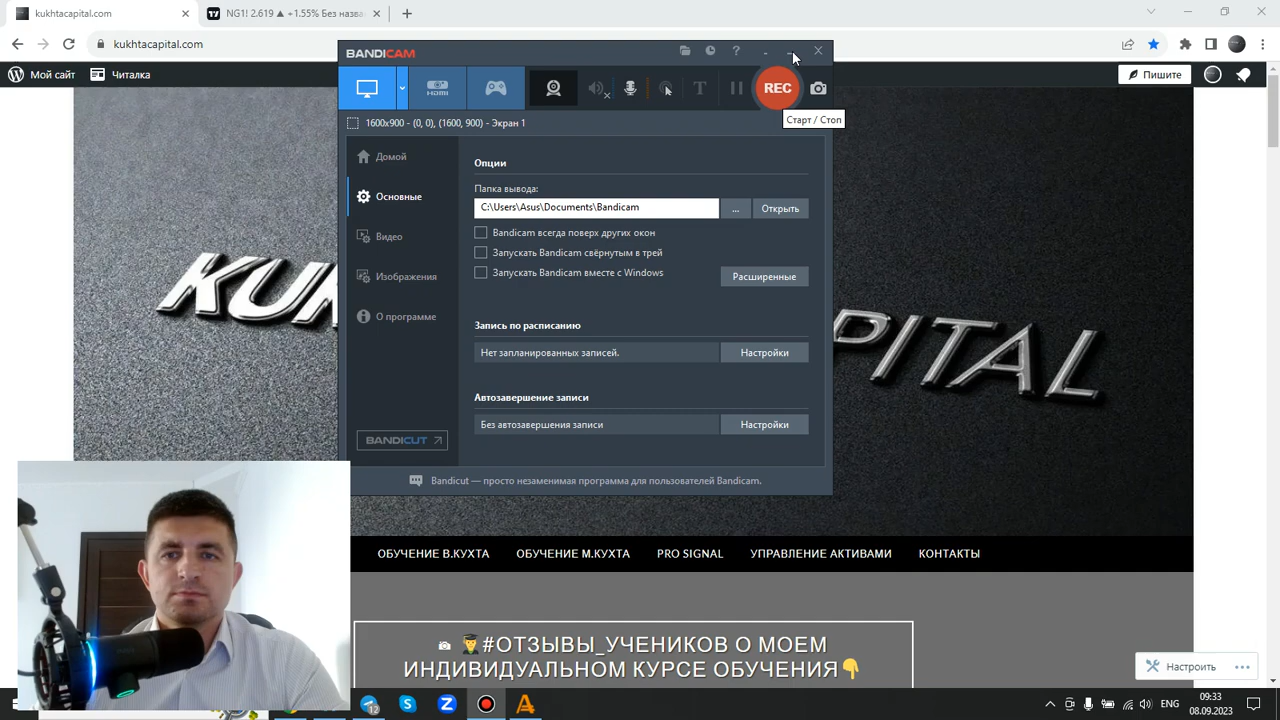 kukhtacapital.com
NG1! 2.619 ▲ +1.55% Без назва
kukhtacapital.com
Мой сайт
Читалка
Пишите
BANDICAM
HDMI
REC
Старт / Стоп
1600x900 - (0, 0), (1600, 900) - Экран 1
Домой
Основные
Видео
Изображения
О программе
BANDICUT
Опции
Папка вывода:
C:\Users\Asus\Documents\Bandicam
...
Открыть
Bandicam всегда поверх других окон
Запускать Bandicam свёрнутым в трей
Запускать Bandicam вместе с Windows
Расширенные
Запись по расписанию
Нет запланированных записей.
Настройки
Автозавершение записи
Без автозавершения записи
Настройки
Bandicut — просто незаменимая программа для пользователей Bandicam.
KUK
PITAL
ОБУЧЕНИЕ В.КУХТА
ОБУЧЕНИЕ М.КУХТА
PRO SIGNAL
УПРАВЛЕНИЕ АКТИВАМИ
КОНТАКТЫ
📷 👨‍🎓#ОТЗЫВЫ_УЧЕНИКОВ О МОЕМ
ИНДИВИДУАЛЬНОМ КУРСЕ ОБУЧЕНИЯ👇
Настроить
12
ENG
09:33
08.09.2023